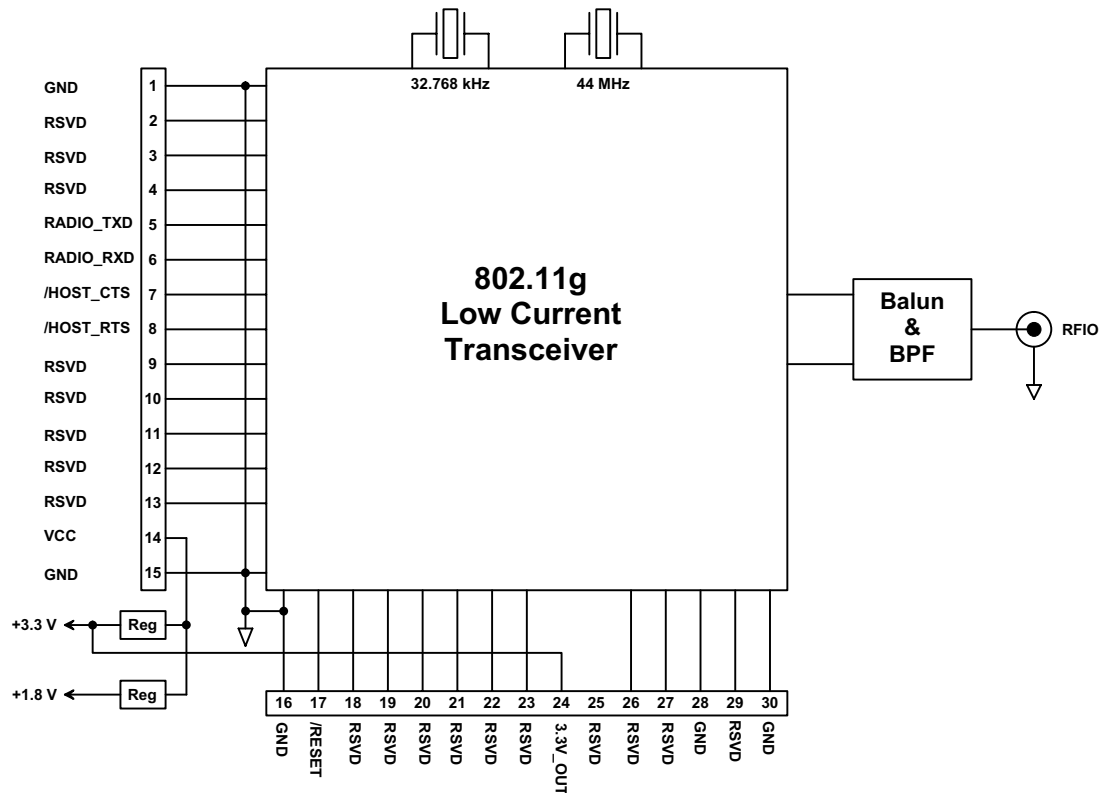 32.768 kHz
44 MHz
GND 1
RSVD 2
RSVD 3
RSVD 4
RADIO_TXD 5
RADIO_RXD 6
/HOST_CTS 7
/HOST_RTS 8
RSVD 9
RSVD 10
RSVD 11
RSVD 12
RSVD 13
VCC 14
GND 15
802.11g
Low Current
Transceiver
Balun
&
BPF
RFIO
+3.3 V
Reg
+1.8 V
Reg
16 17 18 19 20 21 22 23 24 25 26 27 28 29 30
GND
/RESET
RSVD
RSVD
RSVD
RSVD
RSVD
RSVD
3.3V_OUT
RSVD
RSVD
RSVD
GND
RSVD
GND